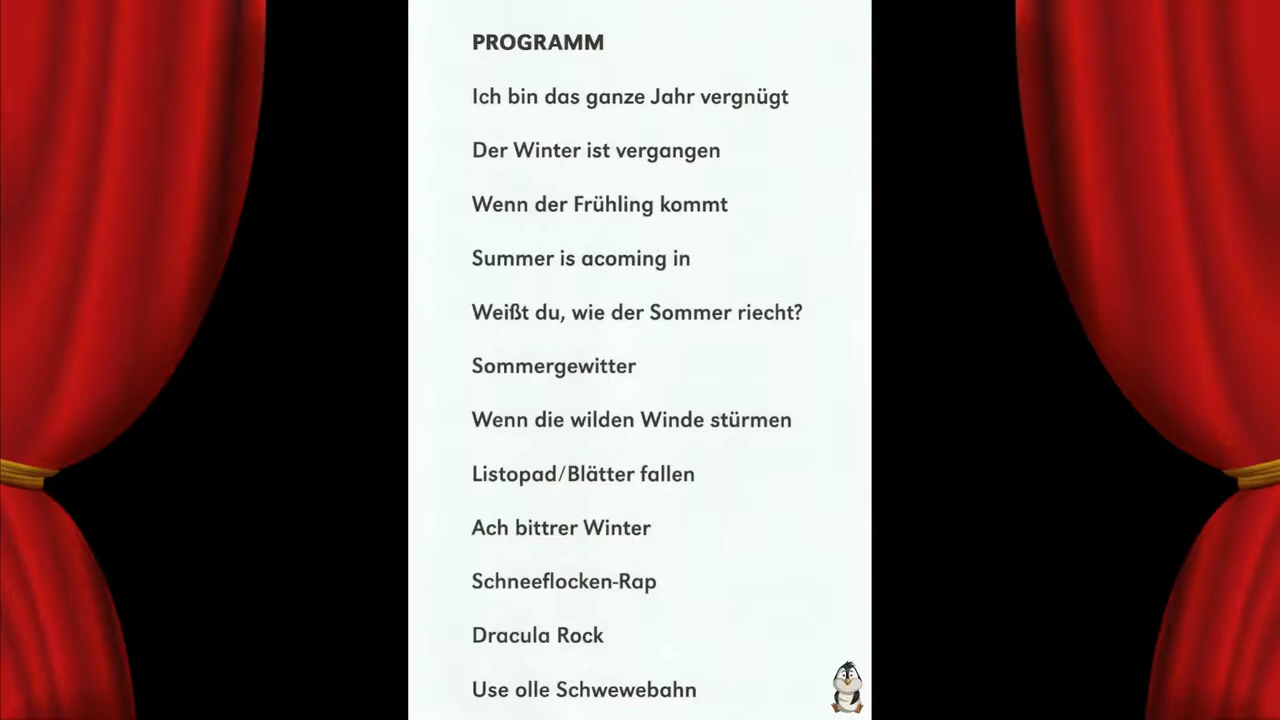 PROGRAMM
Ich bin das ganze Jahr vergnügt
Der Winter ist vergangen
Wenn der Frühling kommt
Summer is acoming in
Weißt du, wie der Sommer riecht?
Sommergewitter
Wenn die wilden Winde stürmen
Listopad/Blätter fallen
Ach bittrer Winter
Schneeflocken-Rap
Dracula Rock
Use olle Schwewebahn